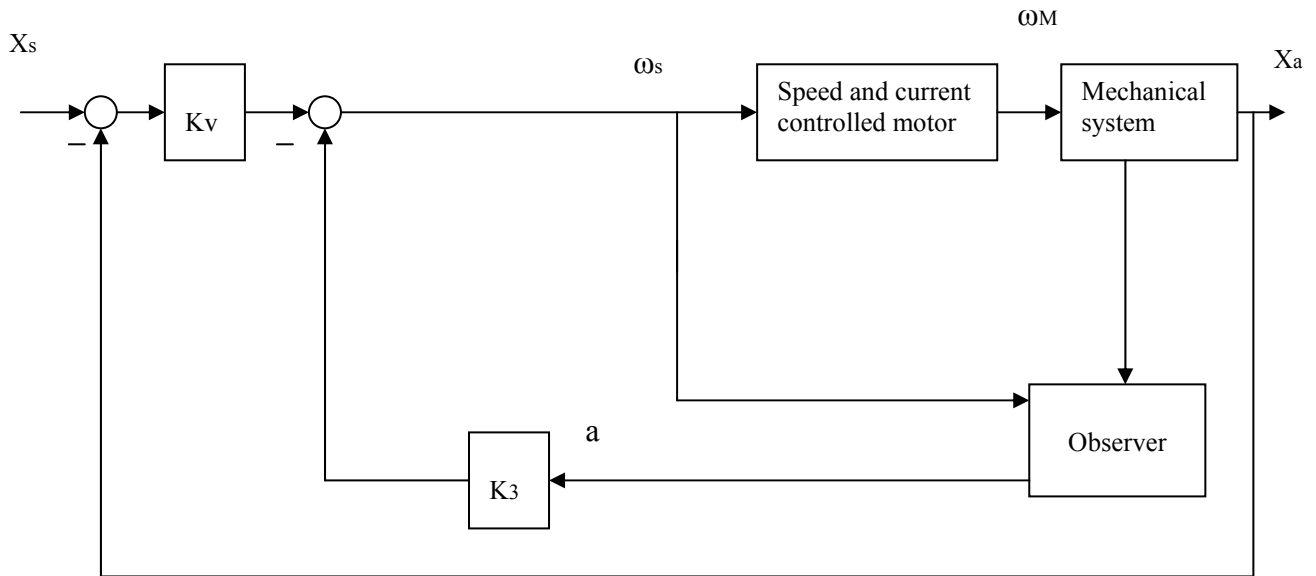 ωM
Xs
ωs
Xa
Speed and current
controlled motor
Mechanical
system
Kv
−
−
Observer
a
K3